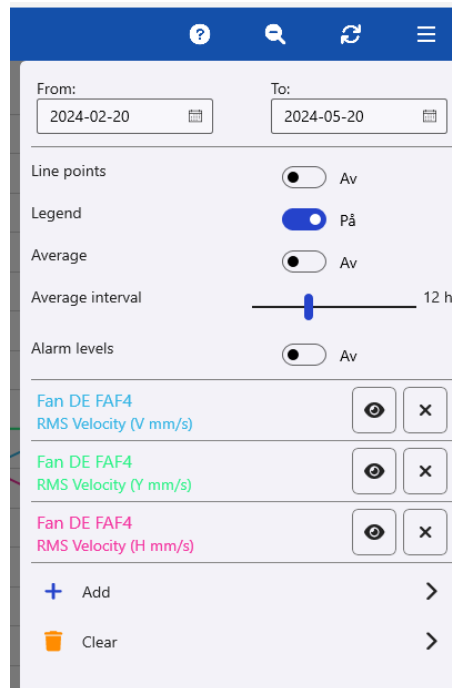 From: To:
2024-02-20 2024-05-20
Line points Av
Legend På
Average Av
Average interval 12 h
Alarm levels Av
Fan DE FAF4
RMS Velocity (V mm/s)
Fan DE FAF4
RMS Velocity (Y mm/s)
Fan DE FAF4
RMS Velocity (H mm/s)
Add
Clear